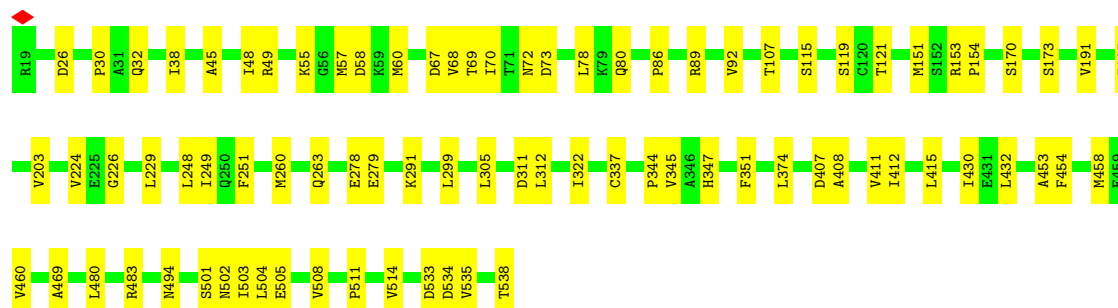 R19 D26 P30 A31 Q32 I38 A45 I48 R49 K55 G56 M57 D58 K59 M60 D67 V68 T69 I70 T71 N72 D73 L78 K79 Q80 P86 R89 V92 T107 S115 S119 C120 T121 M151 S152 R153 P154 S170 S173 V191
V203 V224 E225 G226 L229 L248 I249 Q250 F251 M260 Q263 E278 E279 K291 L299 L305 D311 L312 I322 C337 P344 V345 A346 H347 F351 L374 D407 A408 V411 I412 L415 I430 E431 L432 A453 F454 M458
V460 A469 L480 R483 N494 S501 N502 I503 L504 E505 V508 P511 V514 D533 D534 V535 T538